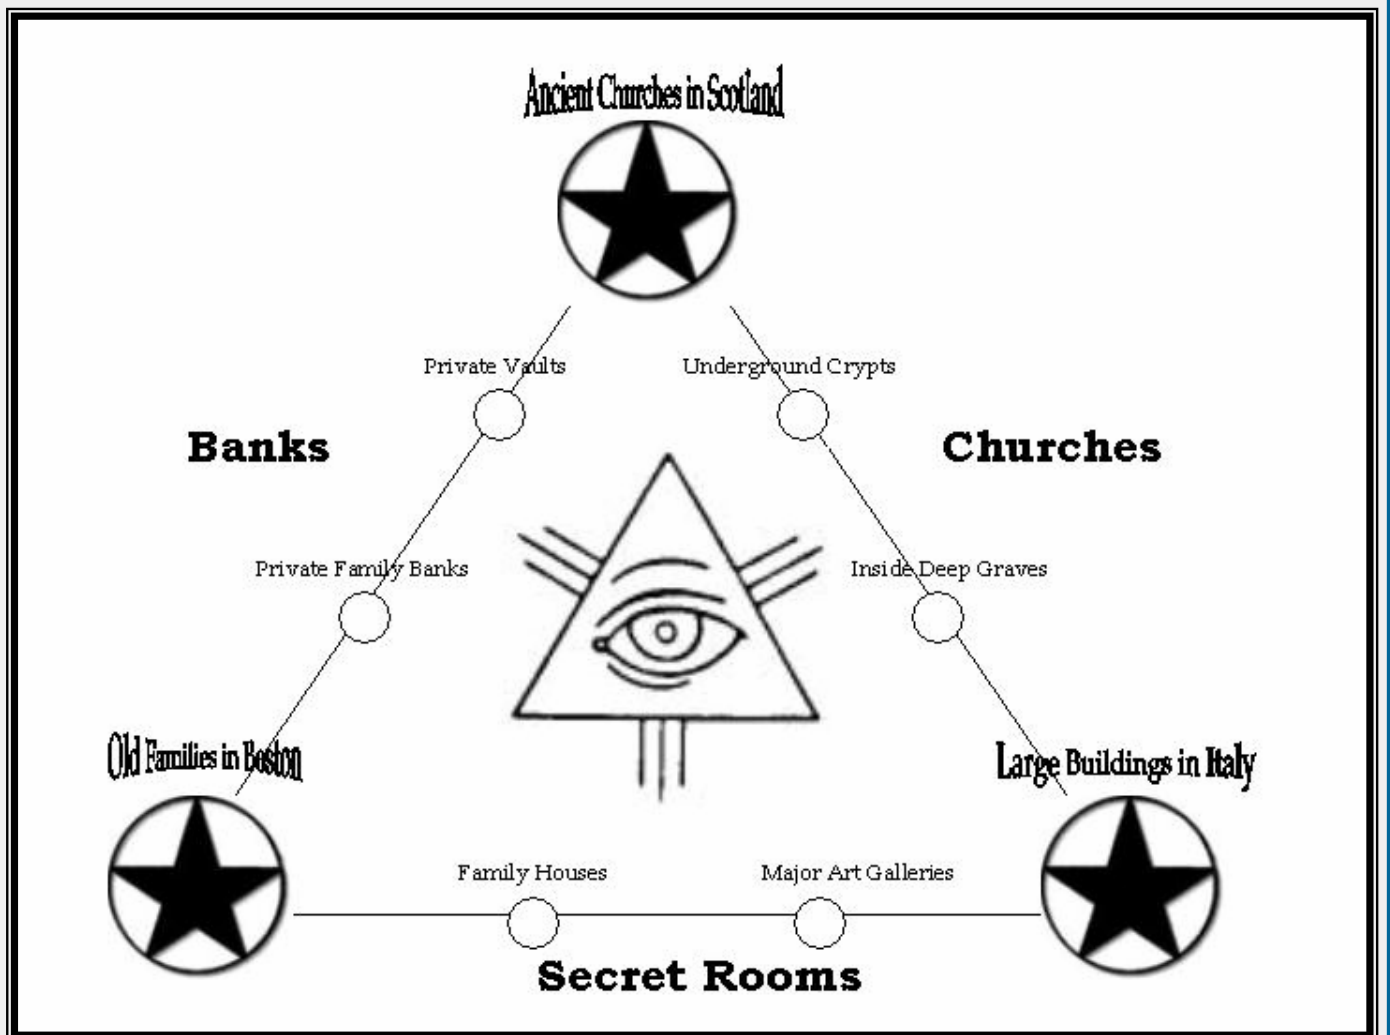 Ancient Churches in Scotland
Private Vaults
Underground Crypts
Banks
Churches
Private Family Banks
Inside Deep Graves
Old Families in Boston
Large Buildings in Italy
Family Houses
Major Art Galleries
Secret Rooms